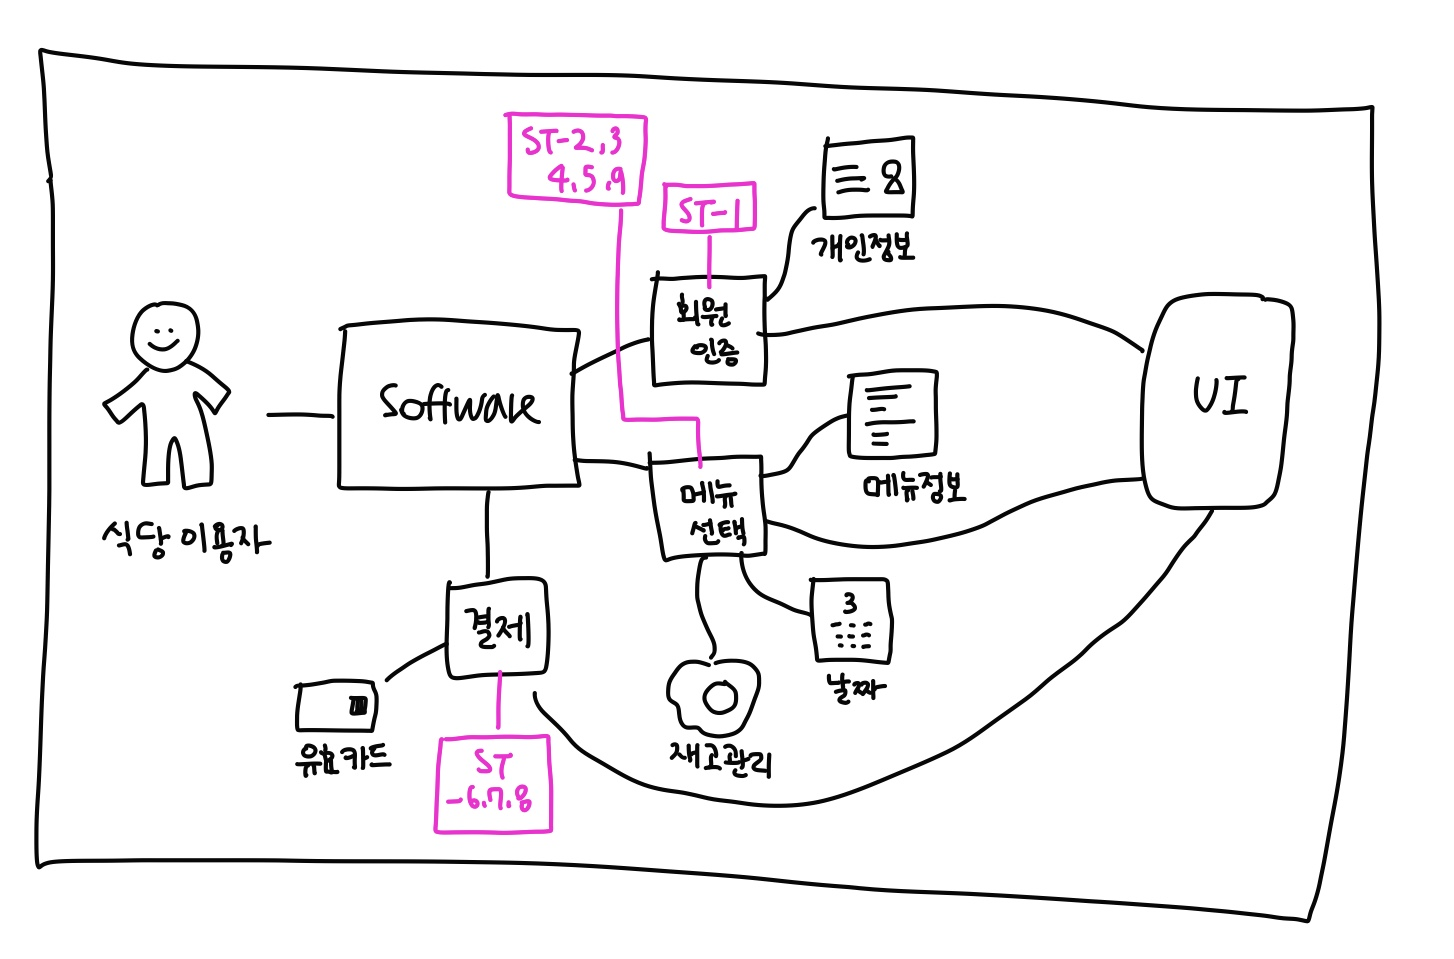 ST-2,3
4,5,9
ST-1
개인정보
회원
인증
Software
UI
메뉴
선택
메뉴정보
식당 이용자
결제
3
날짜
유효카드
재고관리
ST
-6,7,8